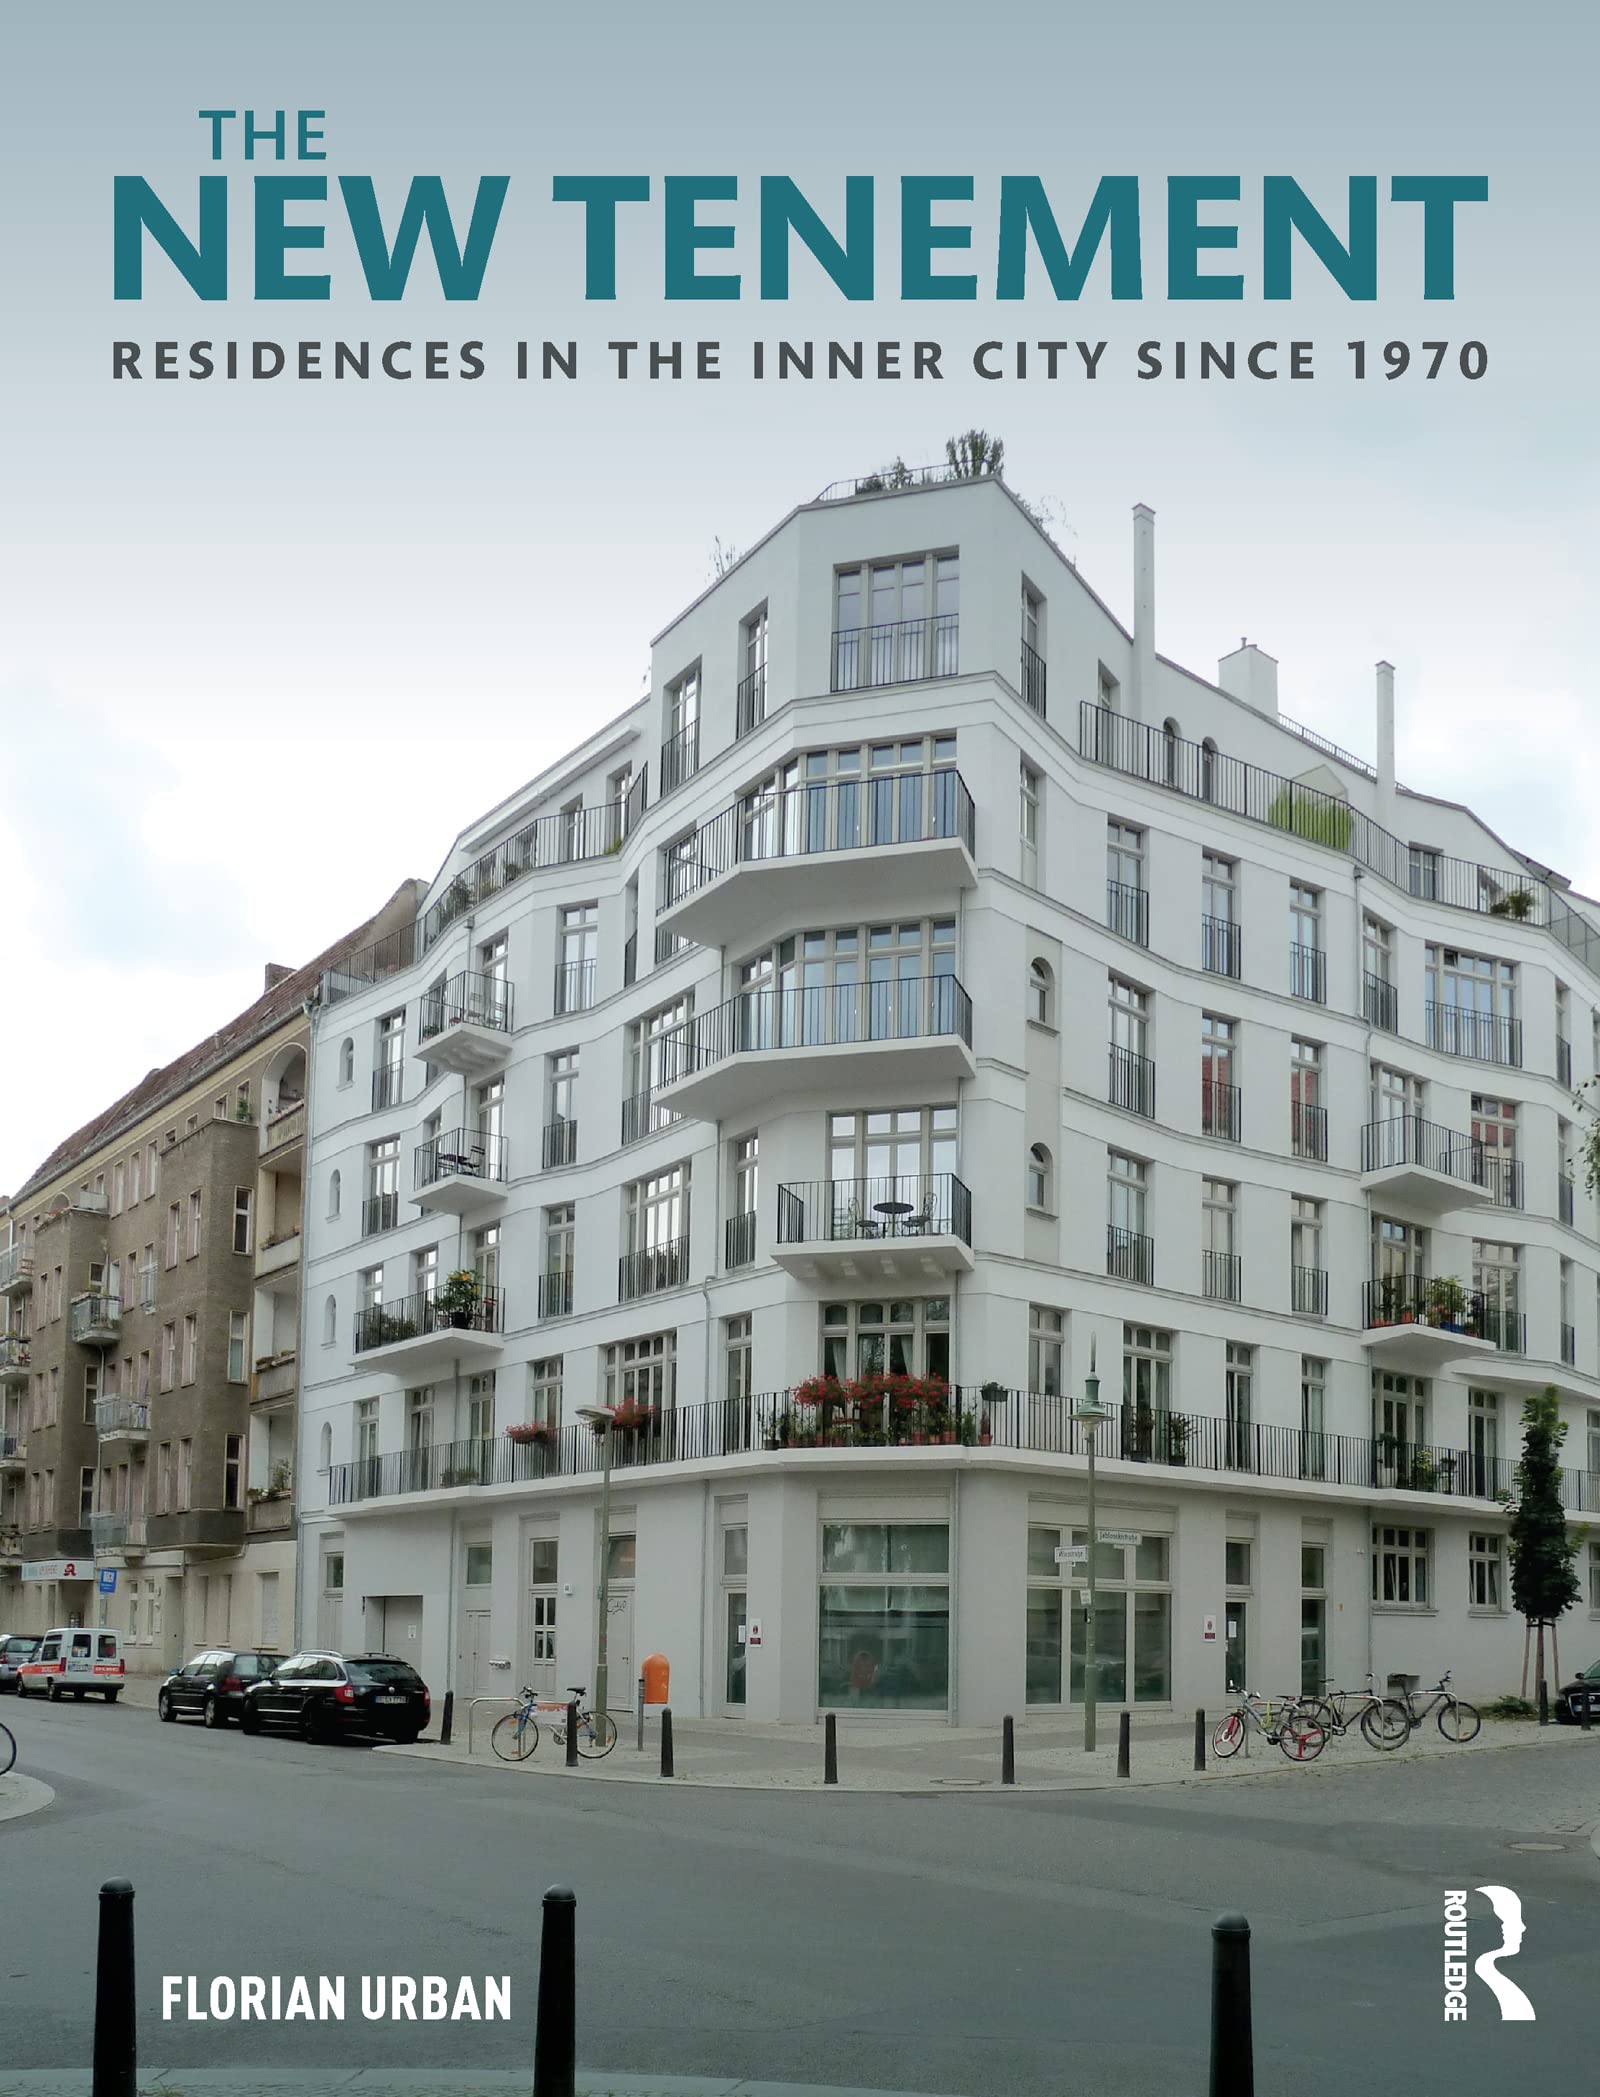 THE
NEW TENEMENT
RESIDENCES IN THE INNER CITY SINCE 1970
FLORIAN URBAN
ROUTLEDGE